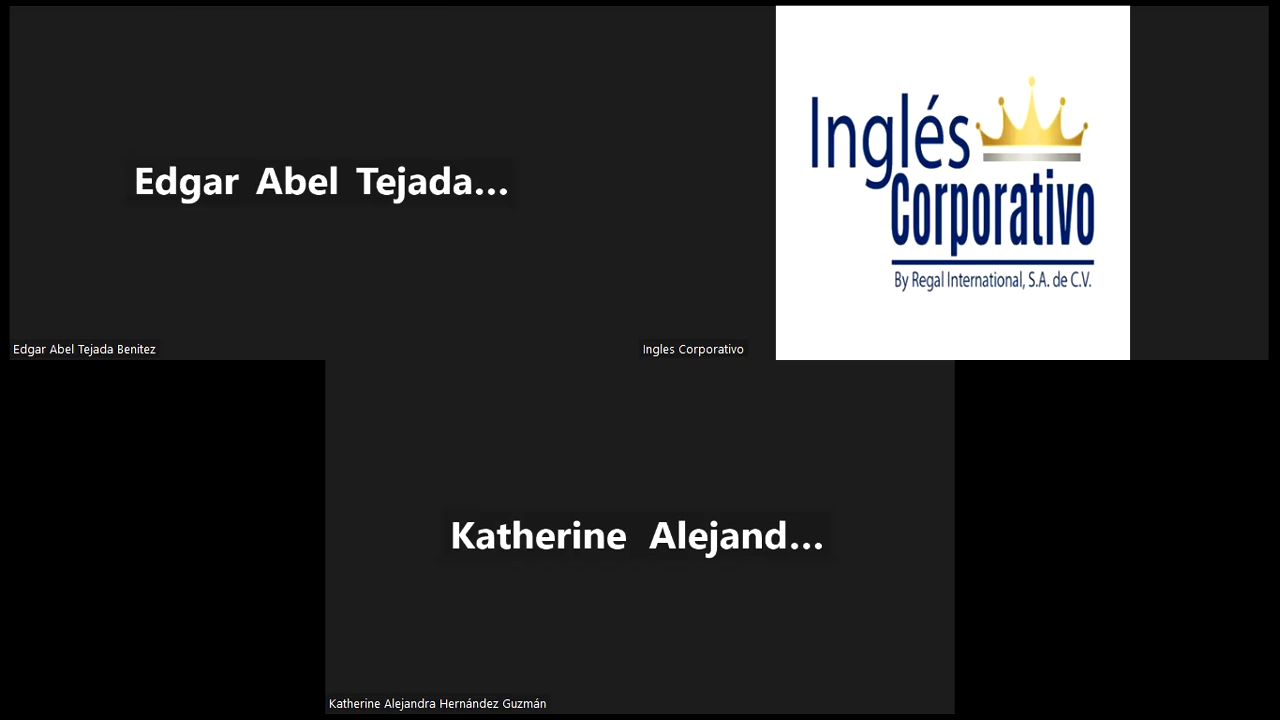 Edgar Abel Tejada...
Edgar Abel Tejada Benitez
Inglés
Corporativo
By Regal International, S.A. de C.V.
Ingles Corporativo
Katherine Alejand...
Katherine Alejandra Hernández Guzmán